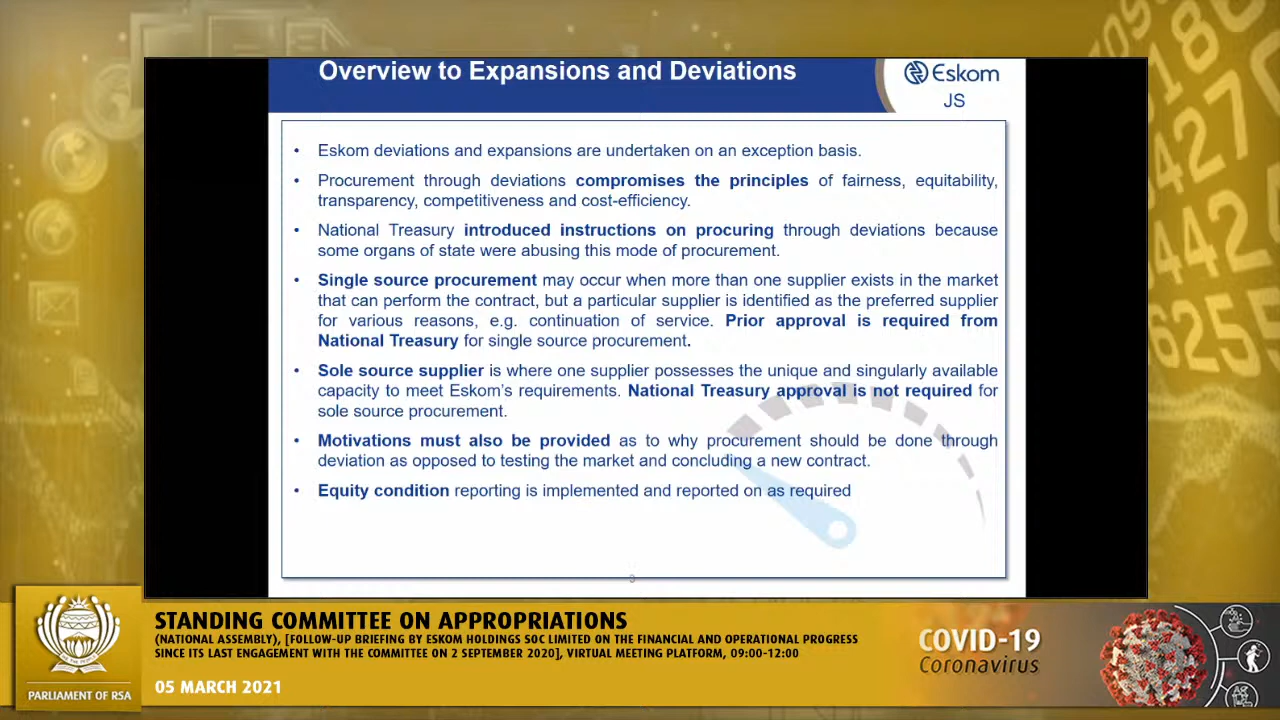 Overview to Expansions and Deviations
Eskom
JS
• Eskom deviations and expansions are undertaken on an exception basis.
• Procurement through deviations compromises the principles of fairness, equitability,
transparency, competitiveness and cost-efficiency.
• National Treasury introduced instructions on procuring through deviations because
some organs of state were abusing this mode of procurement.
• Single source procurement may occur when more than one supplier exists in the market
that can perform the contract, but a particular supplier is identified as the preferred supplier
for various reasons, e.g. continuation of service. Prior approval is required from
National Treasury for single source procurement.
• Sole source supplier is where one supplier possesses the unique and singularly available
capacity to meet Eskom's requirements. National Treasury approval is not required for
sole source procurement.
• Motivations must also be provided as to why procurement should be done through
deviation as opposed to testing the market and concluding a new contract.
• Equity condition reporting is implemented and reported on as required
STANDING COMMITTEE ON APPROPRIATIONS
(NATIONAL ASSEMBLY), [FOLLOW-UP BRIEFING BY ESKOM HOLDINGS SOC LIMITED ON THE FINANCIAL AND OPERATIONAL PROGRESS
SINCE ITS LAST ENGAGEMENT WITH THE COMMITTEE ON 2 SEPTEMBER 2020], VIRTUAL MEETING PLATFORM, 09:00-12:00
05 MARCH 2021
PARLIAMENT OF RSA
COVID-19
Coronavirus